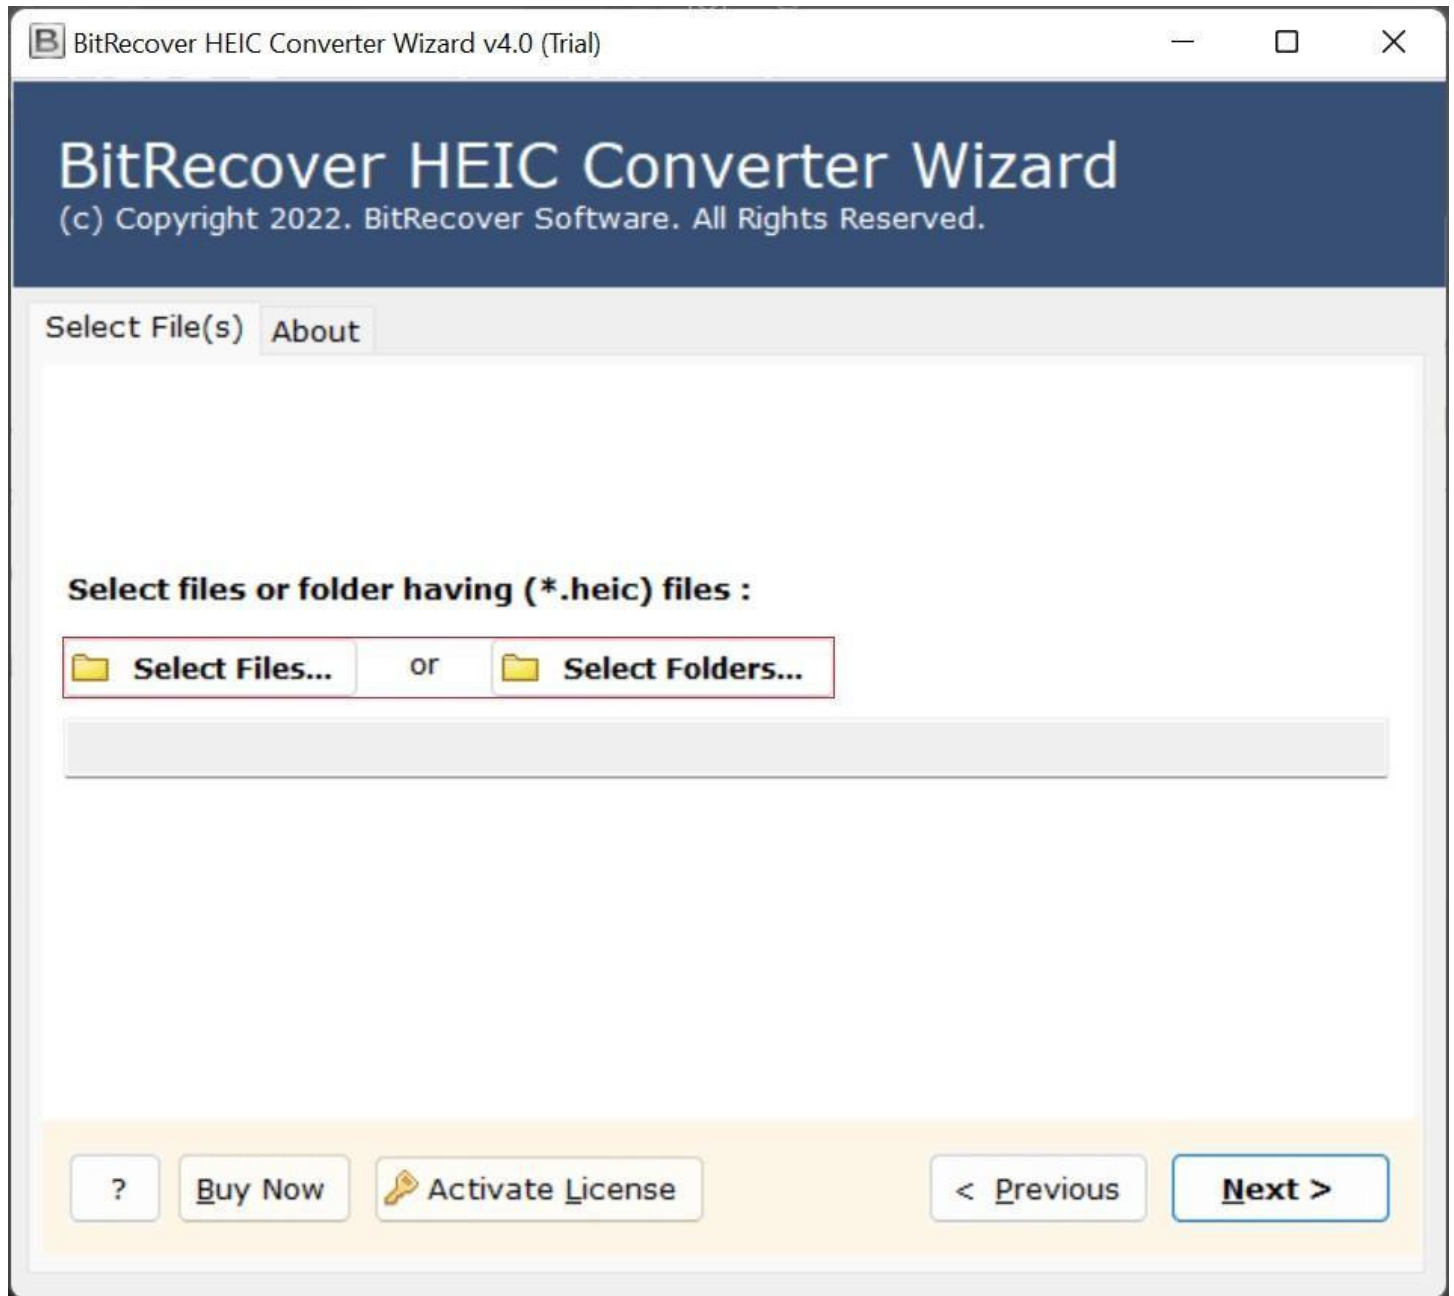 B BitRecover HEIC Converter Wizard v4.0 (Trial)
BitRecover HEIC Converter Wizard
(c) Copyright 2022. BitRecover Software. All Rights Reserved.
Select File(s) About
Select files or folder having (*.heic) files :
Select Files... or Select Folders...
? Buy Now Activate License < Previous Next >